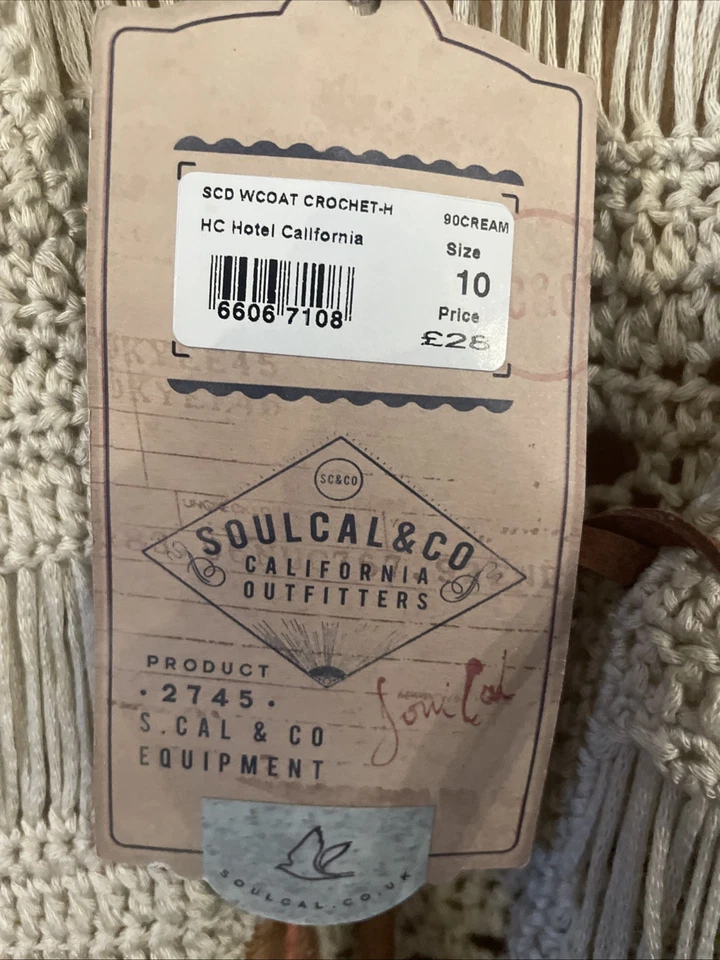 SCD WCOAT CROCHET-H 90CREAM
HC Hotel California Size
10
6606 7108 Price
£28
SC&CO
SOULCAL&CO
CALIFORNIA
OUTFITTERS
PRODUCT
·2745·
S.CAL & CO
EQUIPMENT
SoulCal
SOULCAL.CO.UK